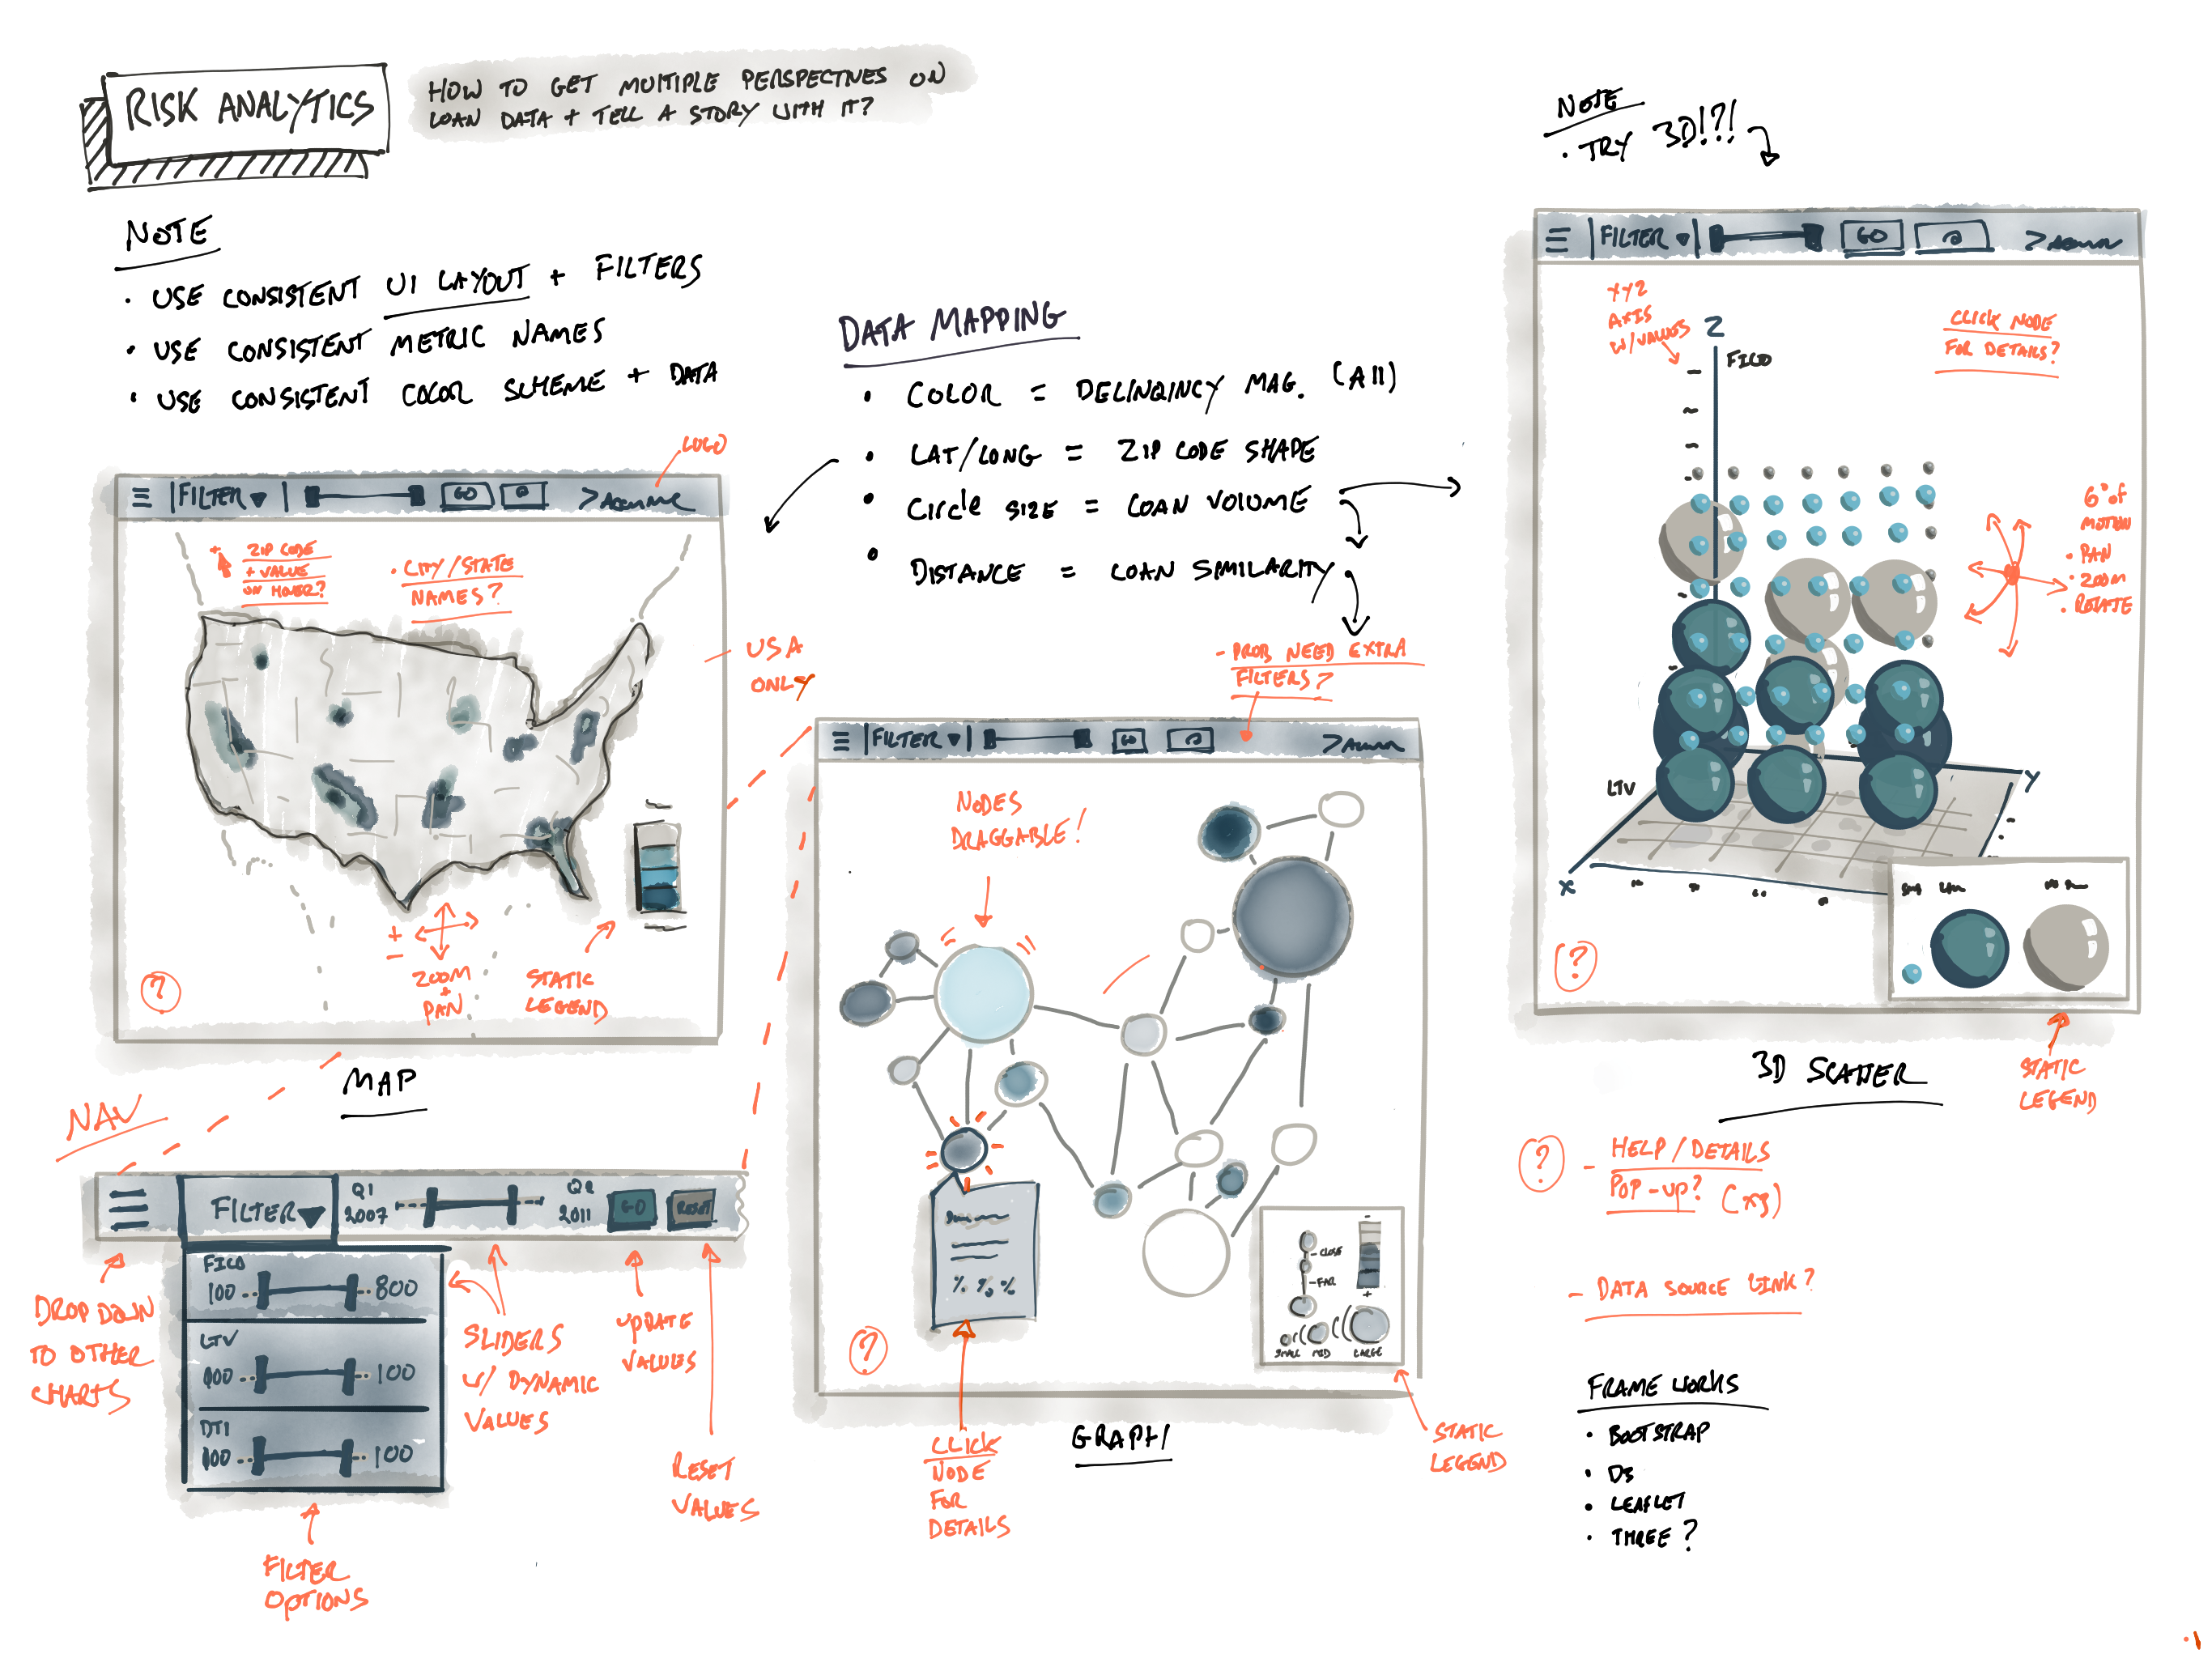 RISK ANALYTICS
HOW TO GET MULTIPLE PERSPECTIVES ON
LOAN DATA + TELL A STORY WITH IT?
NOTE
• USE CONSISTENT UI LAYOUT + FILTERS
• USE CONSISTENT METRIC NAMES
• USE CONSISTENT COLOR SCHEME + DATA
DATA MAPPING
• COLOR = DELINQINCY MAG. (All)
• LAT/LONG = ZIP CODE SHAPE
• CIRCLE SIZE = LOAN VOLUME
• DISTANCE = LOAN SIMILARITY
NOTE
• TRY 3D!?!
LOGO
FILTER
GO
ZIP CODE
+ VALUE
ON HOVER?
• CITY/STATE
NAMES?
USA
ONLY
+
-
ZOOM
+
PAN
STATIC
LEGEND
?
MAP
NAV
FILTER
Q1
2007
Q2
2011
GO
RESET
FICO
100
800
LTV
000
100
DTI
000
100
DROP DOWN
TO OTHER
CHARTS
SLIDERS
W/ DYNAMIC
VALUES
UPDATE
VALUES
RESET
VALUES
FILTER
OPTIONS
- PROB NEED EXTRA
FILTERS?
FILTER
GO
NODES
DRAGGABLE!
%, %, %
- CLOSE
- FAR
-
+
SMALL MED LARGE
?
CLICK
NODE
FOR
DETAILS
STATIC
LEGEND
GRAPH
FILTER
GO
XYZ
AXIS
W/VALUES
Z
FICO
CLICK NODE
FOR DETAILS?
6° of
MOTION
• PAN
• ZOOM
• ROTATE
LTV
Y
X
?
3D SCATTER
STATIC
LEGEND
? - HELP/DETAILS
POP-UP? (x3)
- DATA SOURCE LINK?
FRAMEWORKS
• BOOTSTRAP
• D3
• LEAFLET
• THREE?